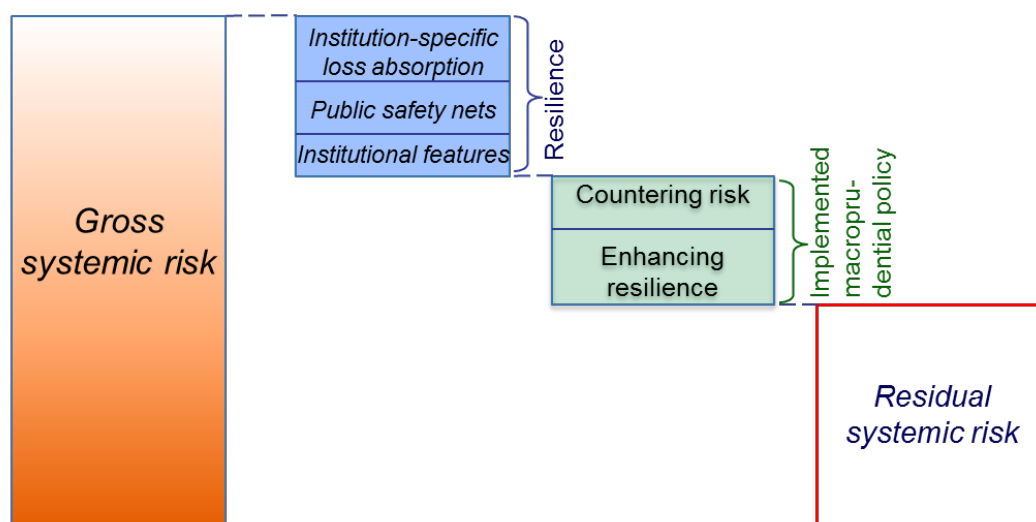 Gross
systemic risk
Institution-specific
loss absorption
Public safety nets
Institutional features
Resilience
Countering risk
Enhancing
resilience
Implemented
macropru-
dential policy
Residual
systemic risk